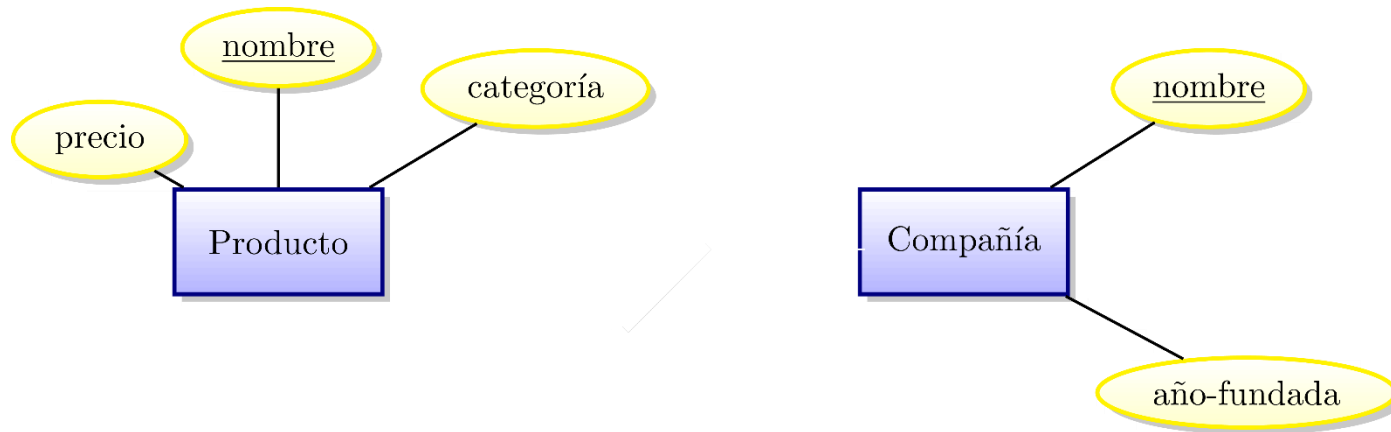 nombre
categoría
precio
Producto
nombre
Compañía
año-fundada